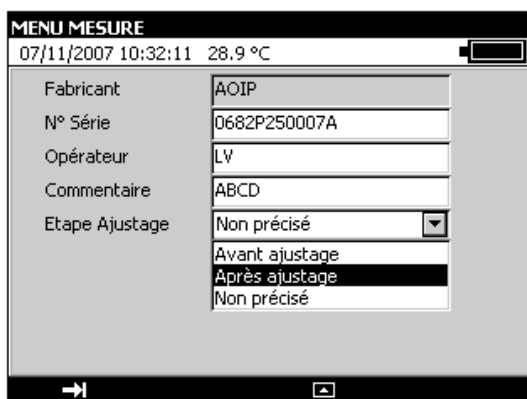 MENU MESURE
07/11/2007 10:32:11 28.9 °C
Fabricant AOIP
N° Série 0682P250007A
Opérateur LV
Commentaire ABCD
Etape Ajustage Non précisé
Avant ajustage
Après ajustage
Non précisé